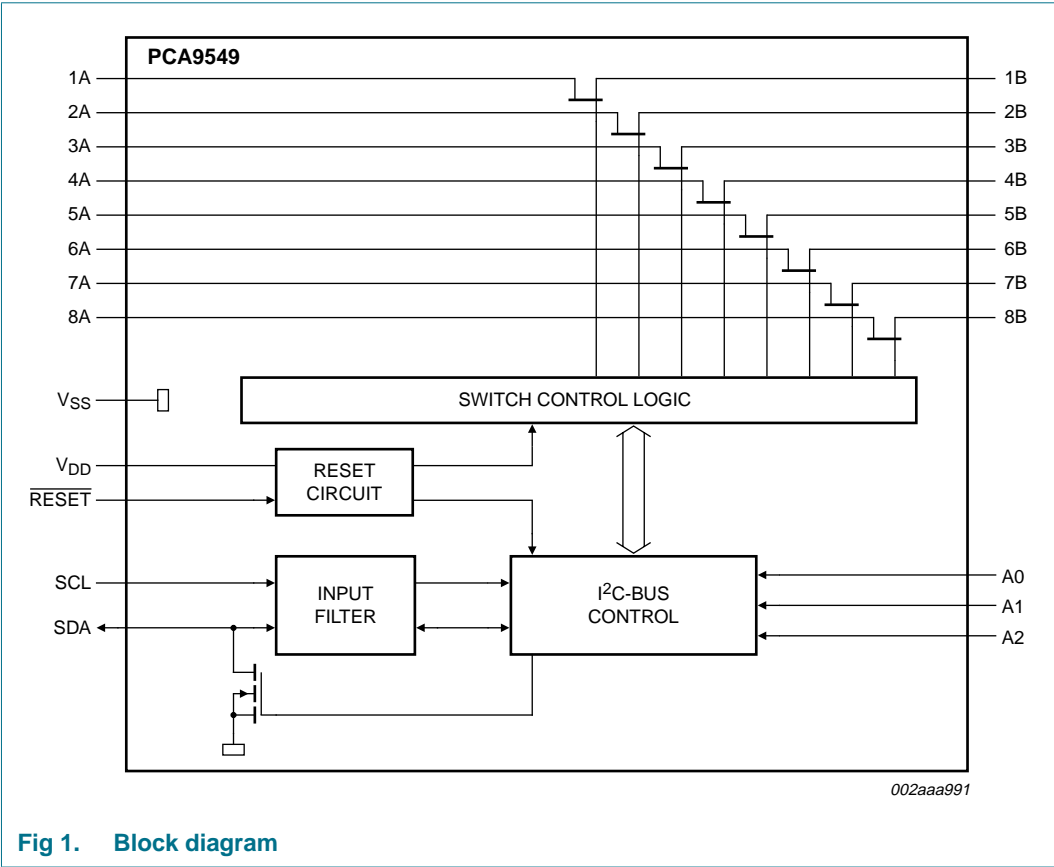 PCA9549
1A 1B
2A 2B
3A 3B
4A 4B
5A 5B
6A 6B
7A 7B
8A 8B
VSS
SWITCH CONTROL LOGIC
VDD
RESET
RESET
CIRCUIT
SCL
SDA
INPUT
FILTER
I²C-BUS
CONTROL
A0
A1
A2
002aaa991
Fig 1. Block diagram